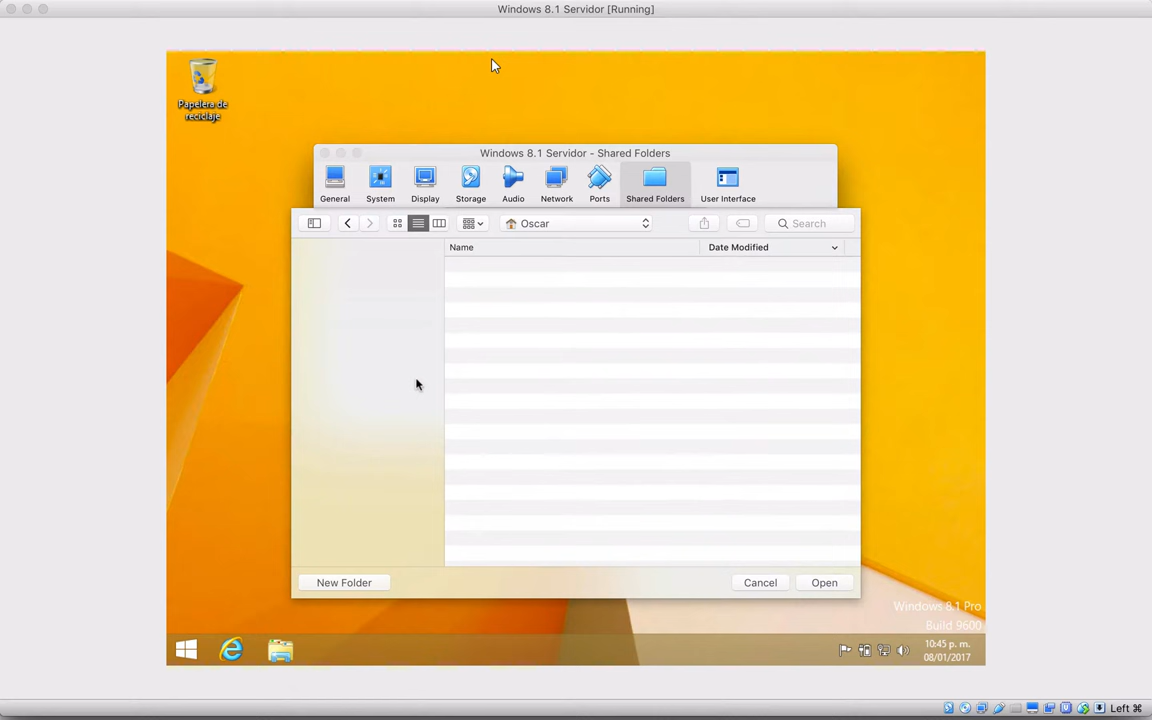 Windows 8.1 Servidor [Running]
Papelera de
reciclaje
Windows 8.1 Servidor - Shared Folders
General System Display Storage Audio Network Ports Shared Folders User Interface
Oscar
Search
Name Date Modified
New Folder Cancel Open
Windows 8.1 Pro
Build 9600
10:45 p. m.
08/01/2017
Left ⌘